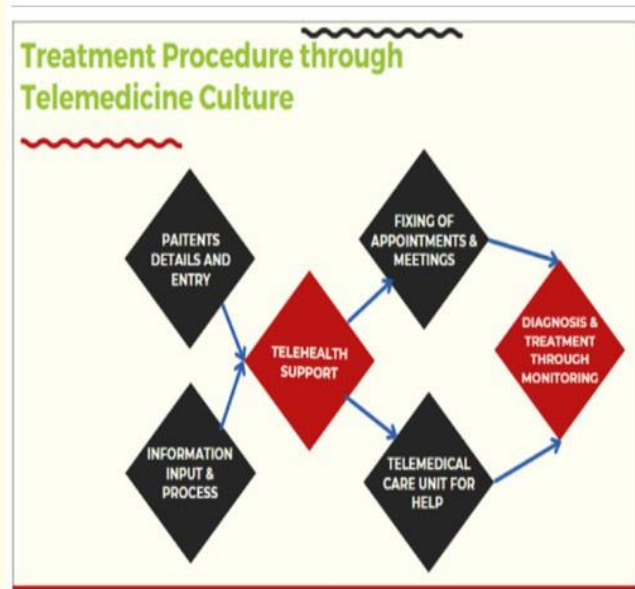 Treatment Procedure through
Telemedicine Culture
PAITENTS
DETAILS AND
ENTRY
INFORMATION
INPUT &
PROCESS
TELEHEALTH
SUPPORT
FIXING OF
APPOINTMENTS &
MEETINGS
TELEMEDICAL
CARE UNIT FOR
HELP
DIAGNOSIS &
TREATMENT
THROUGH
MONITORING